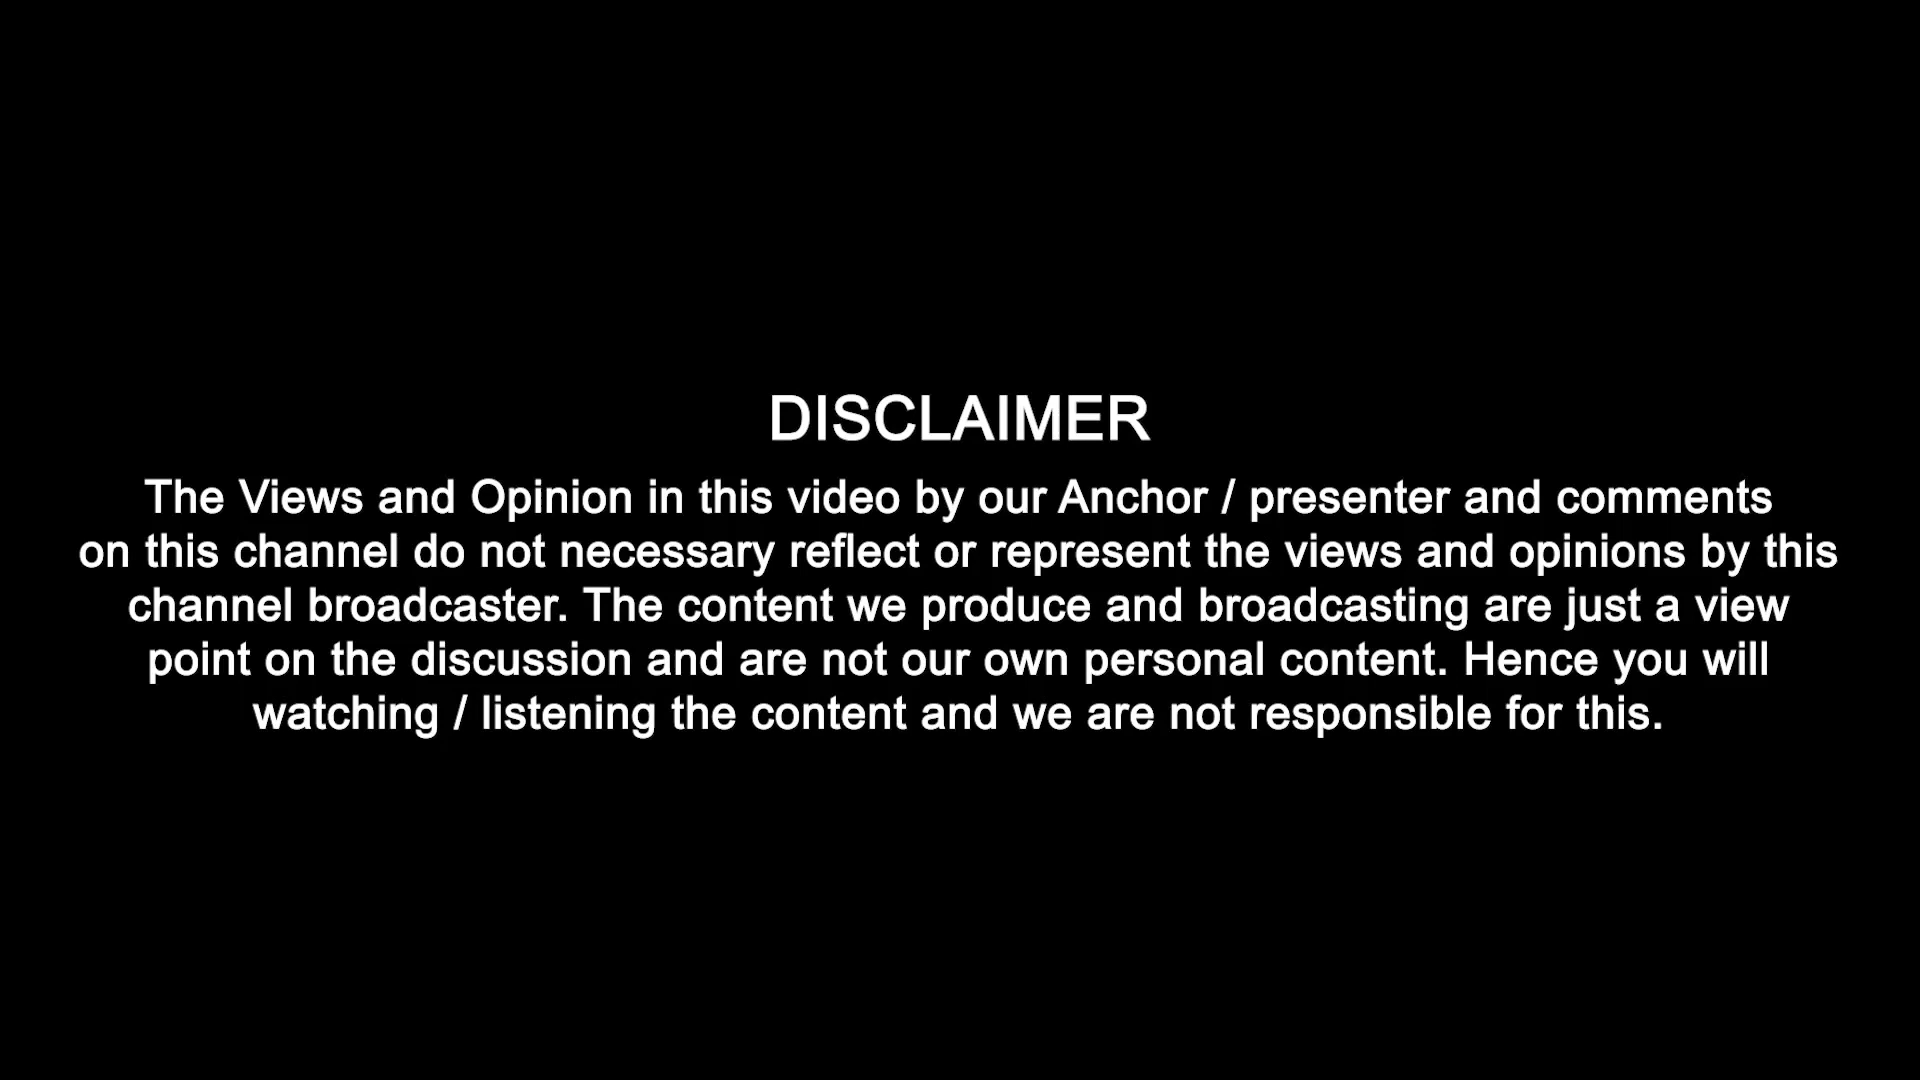 DISCLAIMER
The Views and Opinion in this video by our Anchor / presenter and comments
on this channel do not necessary reflect or represent the views and opinions by this
channel broadcaster. The content we produce and broadcasting are just a view
point on the discussion and are not our own personal content. Hence you will
watching / listening the content and we are not responsible for this.